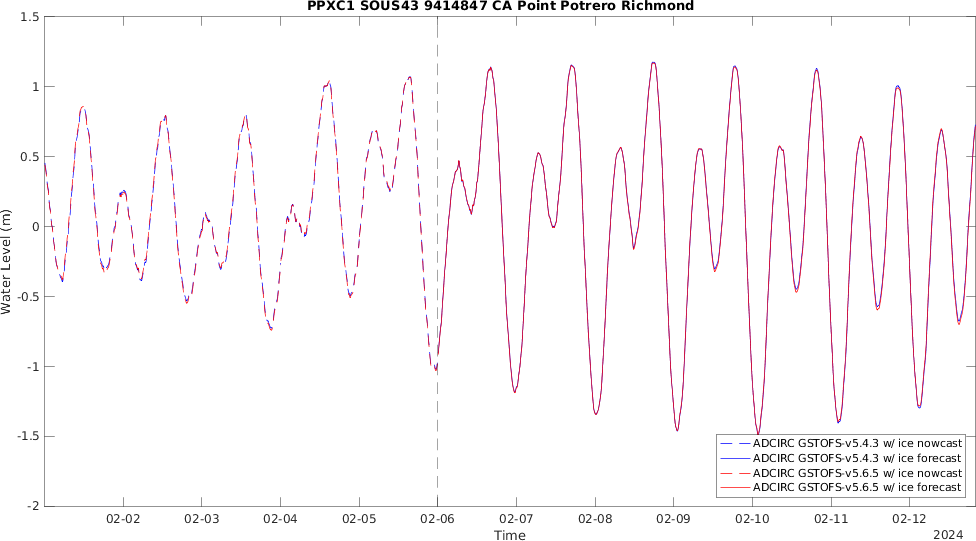 PPXC1 SOUS43 9414847 CA Point Potrero Richmond
1.5
1
0.5
0
-0.5
-1
-1.5
-2
Water Level (m)
02-02 02-03 02-04 02-05 02-06 02-07 02-08 02-09 02-10 02-11 02-12
Time
2024
ADCIRC GSTOFS-v5.4.3 w/ ice nowcast
ADCIRC GSTOFS-v5.4.3 w/ ice forecast
ADCIRC GSTOFS-v5.6.5 w/ ice nowcast
ADCIRC GSTOFS-v5.6.5 w/ ice forecast